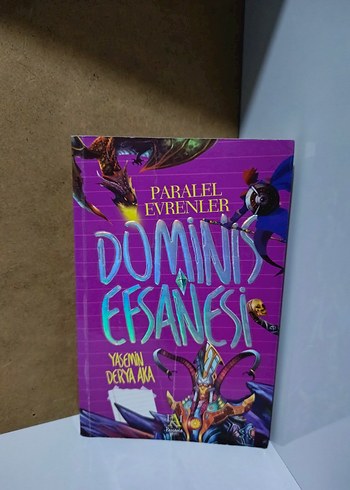 PARALEL
EVRENLER
DOMINIS
EFSANESİ
YASEMİN
DERYA AKA